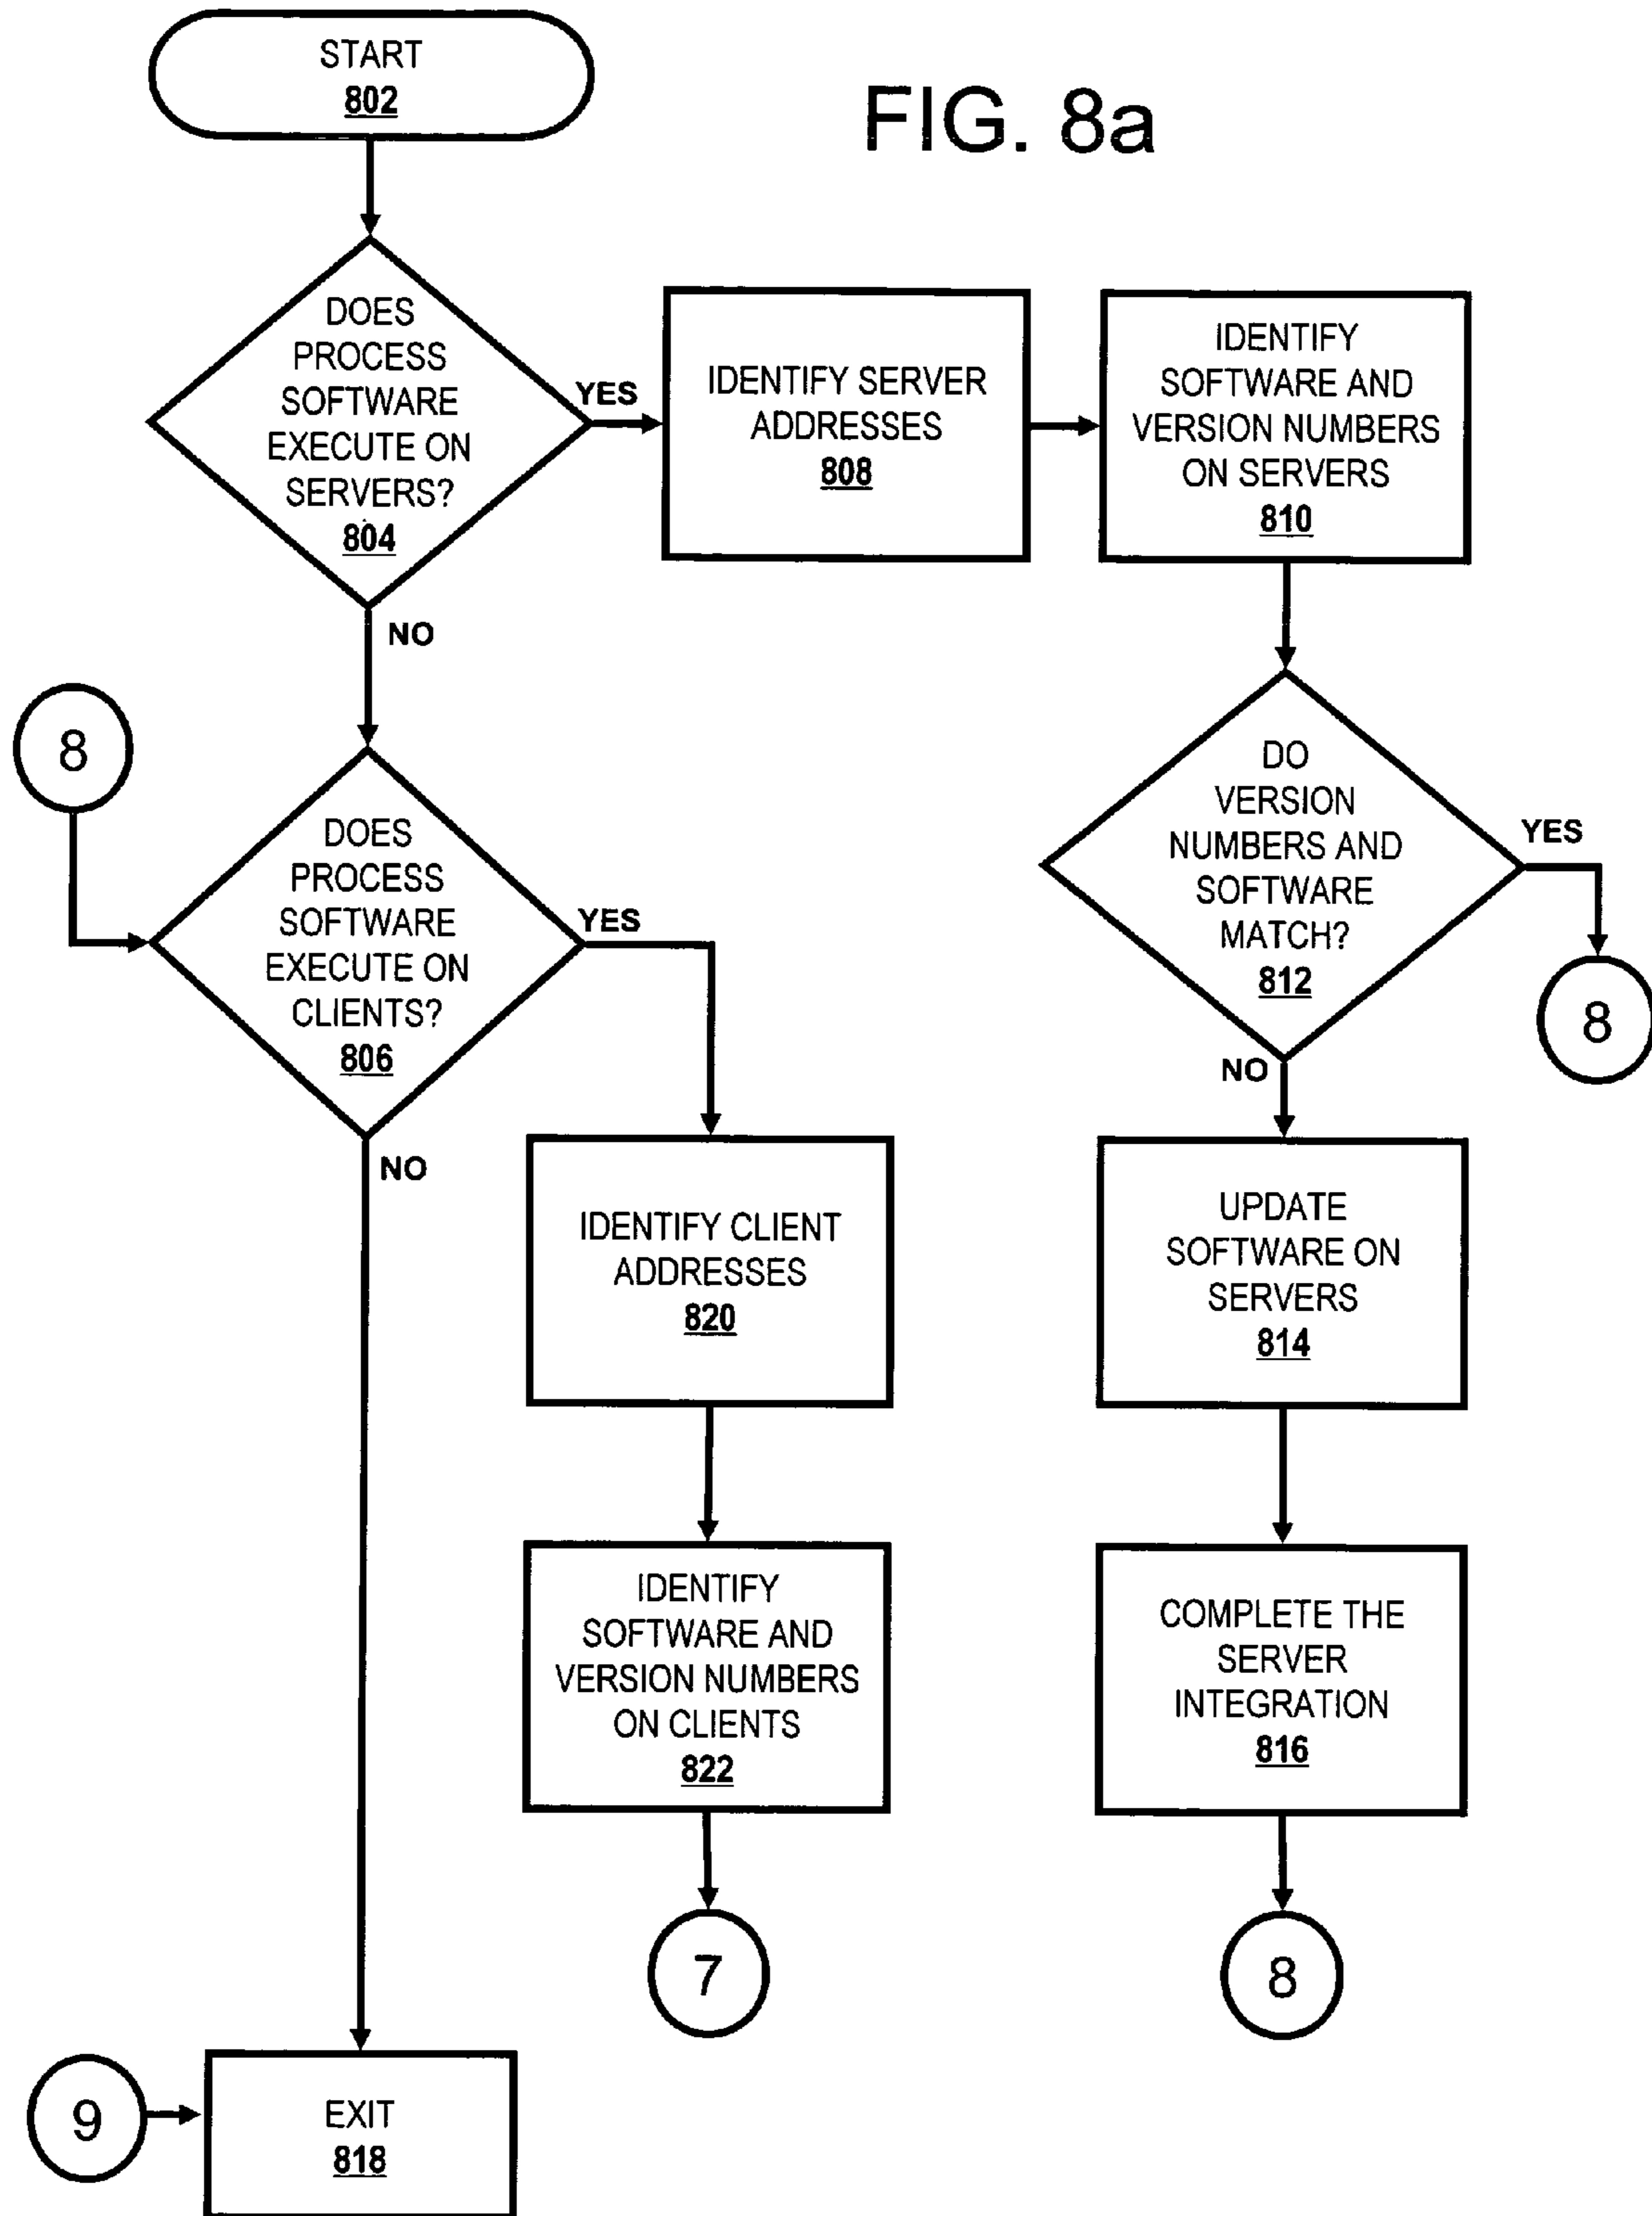 START
802
FIG. 8a
DOES
PROCESS
SOFTWARE
EXECUTE ON
SERVERS?
804
YES
NO
IDENTIFY SERVER
ADDRESSES
808
IDENTIFY
SOFTWARE AND
VERSION NUMBERS
ON SERVERS
810
8
DOES
PROCESS
SOFTWARE
EXECUTE ON
CLIENTS?
806
YES
NO
DO
VERSION
NUMBERS AND
SOFTWARE
MATCH?
812
YES
8
NO
IDENTIFY CLIENT
ADDRESSES
820
UPDATE
SOFTWARE ON
SERVERS
814
IDENTIFY
SOFTWARE AND
VERSION NUMBERS
ON CLIENTS
822
COMPLETE THE
SERVER
INTEGRATION
816
7
8
9
EXIT
818